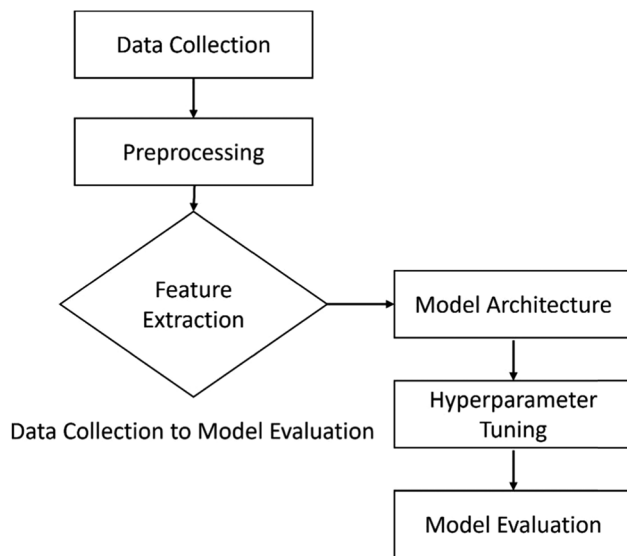 Data Collection
Preprocessing
Feature
Extraction
Data Collection to Model Evaluation
Model Architecture
Hyperparameter
Tuning
Model Evaluation